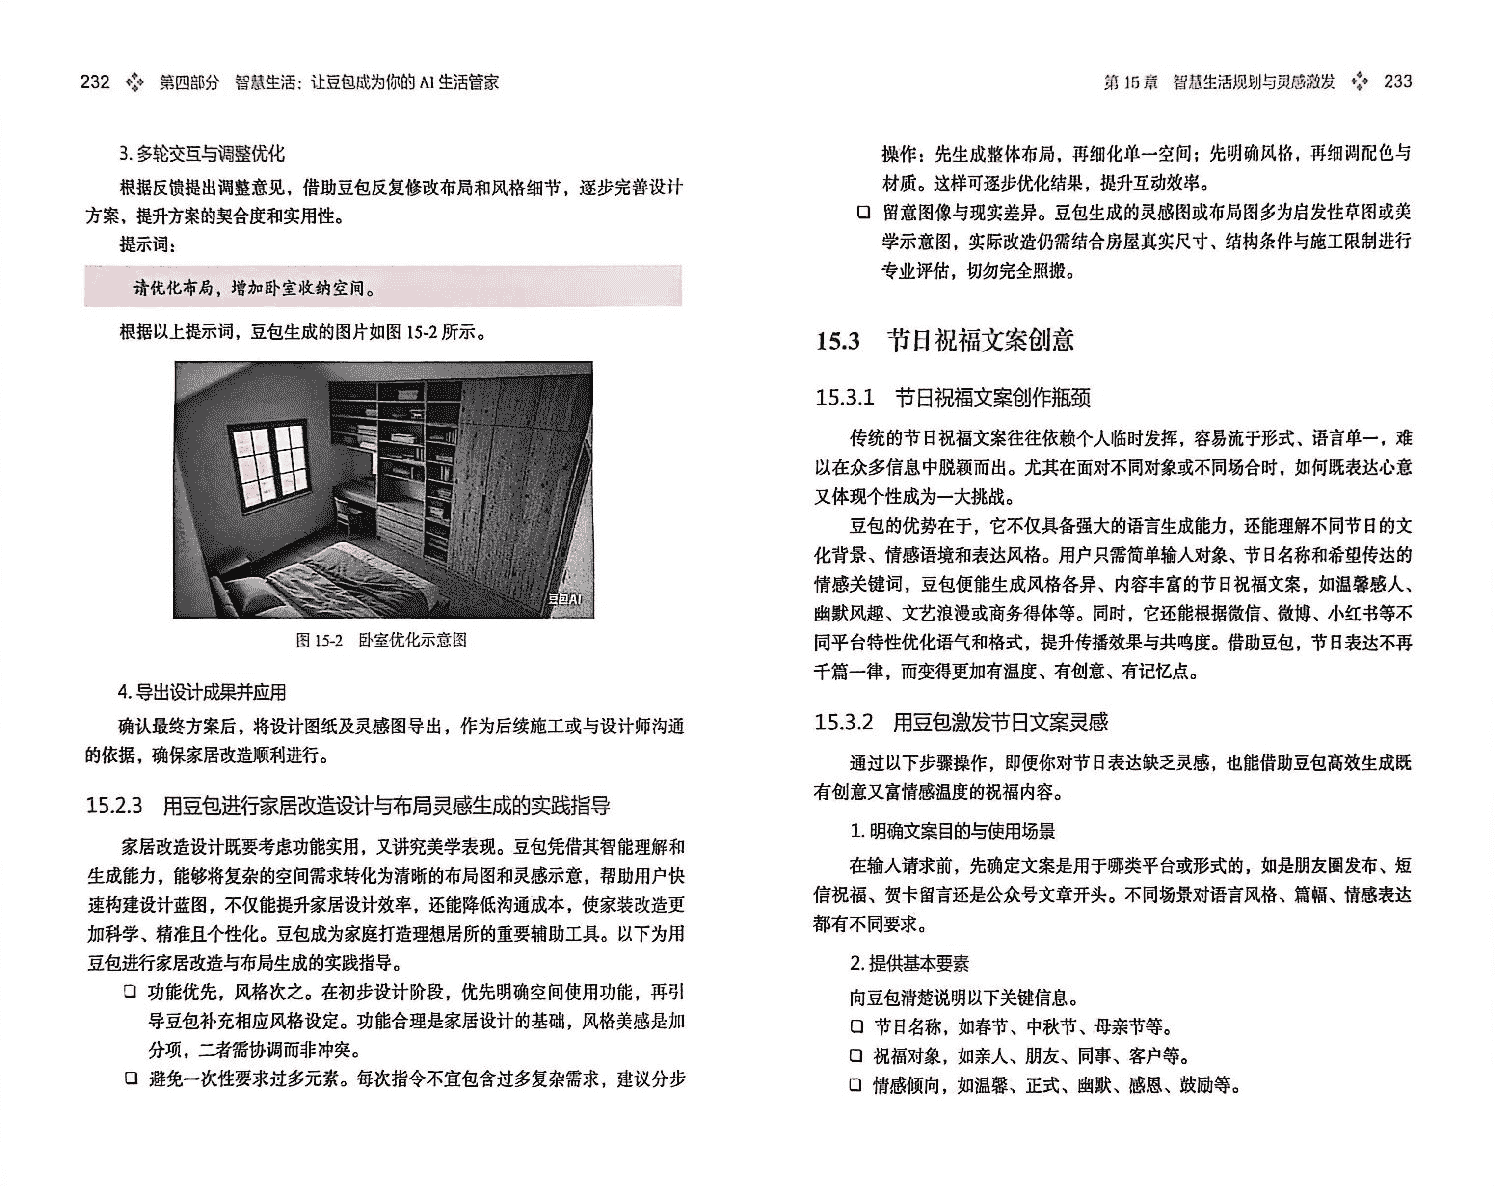 232 第四部分 智慧生活：让豆包成为你的 AI 生活管家
3. 多轮交互与调整优化
根据反馈提出调整意见，借助豆包反复修改布局和风格细节，逐步完善设计
方案，提升方案的契合度和实用性。
提示词：
请优化布局，增加卧室收纳空间。
根据以上提示词，豆包生成的图片如图 15-2 所示。
豆包AI
图 15-2 卧室优化示意图
4. 导出设计成果并应用
确认最终方案后，将设计图纸及灵感图导出，作为后续施工或与设计师沟通
的依据，确保家居改造顺利进行。
15.2.3 用豆包进行家居改造设计与布局灵感生成的实践指导
家居改造设计既要考虑功能实用，又讲究美学表现。豆包凭借其智能理解和
生成能力，能够将复杂的空间需求转化为清晰的布局图和灵感示意，帮助用户快
速构建设计蓝图，不仅能提升家居设计效率，还能降低沟通成本，使家装改造更
加科学、精准且个性化。豆包成为家庭打造理想居所的重要辅助工具。以下为用
豆包进行家居改造与布局生成的实践指导。
❑ 功能优先，风格次之。在初步设计阶段，优先明确空间使用功能，再引
导豆包补充相应风格设定。功能合理是家居设计的基础，风格美感是加
分项，二者需协调而非冲突。
❑ 避免一次性要求过多元素。每次指令不宜包含过多复杂需求，建议分步
第 15 章 智慧生活规划与灵感激发 233
操作：先生成整体布局，再细化单一空间；先明确风格，再细调配色与
材质。这样可逐步优化结果，提升互动效率。
❑ 留意图像与现实差异。豆包生成的灵感图或布局图多为启发性草图或美
学示意图，实际改造仍需结合房屋真实尺寸、结构条件与施工限制进行
专业评估，切勿完全照搬。
15.3 节日祝福文案创意
15.3.1 节日祝福文案创作瓶颈
传统的节日祝福文案往往依赖个人临时发挥，容易流于形式、语言单一，难
以在众多信息中脱颖而出。尤其在面对不同对象或不同场合时，如何既表达心意
又体现个性成为一大挑战。
豆包的优势在于，它不仅具备强大的语言生成能力，还能理解不同节日的文
化背景、情感语境和表达风格。用户只需简单输入对象、节日名称和希望传达的
情感关键词，豆包便能生成风格各异、内容丰富的节日祝福文案，如温馨感人、
幽默风趣、文艺浪漫或商务得体等。同时，它还能根据微信、微博、小红书等不
同平台特性优化语气和格式，提升传播效果与共鸣度。借助豆包，节日表达不再
千篇一律，而变得更加有温度、有创意、有记忆点。
15.3.2 用豆包激发节日文案灵感
通过以下步骤操作，即便你对节日表达缺乏灵感，也能借助豆包高效生成既
有创意又富情感温度的祝福内容。
1. 明确文案目的与使用场景
在输入请求前，先确定文案是用于哪类平台或形式的，如是朋友圈发布、短
信祝福、贺卡留言还是公众号文章开头。不同场景对语言风格、篇幅、情感表达
都有不同要求。
2. 提供基本要素
向豆包清楚说明以下关键信息。
❑ 节日名称，如春节、中秋节、母亲节等。
❑ 祝福对象，如亲人、朋友、同事、客户等。
❑ 情感倾向，如温馨、正式、幽默、感恩、鼓励等。